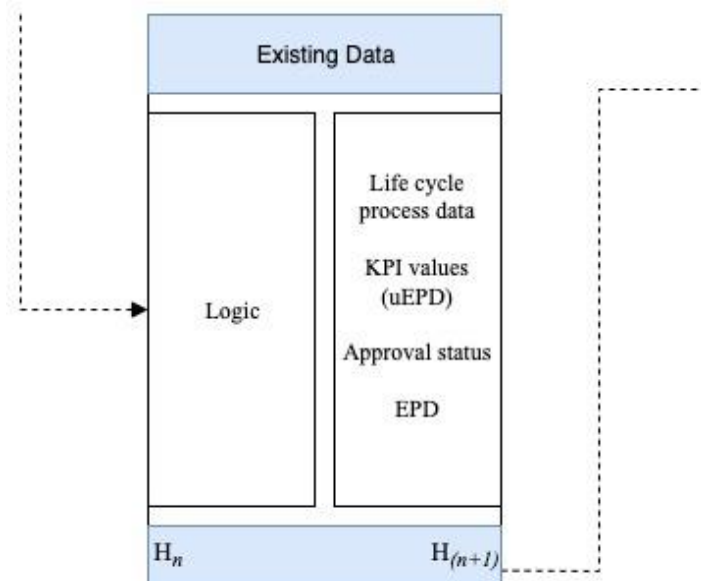 Existing Data
Logic
Life cycle
process data
KPI values
(uEPD)
Approval status
EPD
Hn
H(n+1)